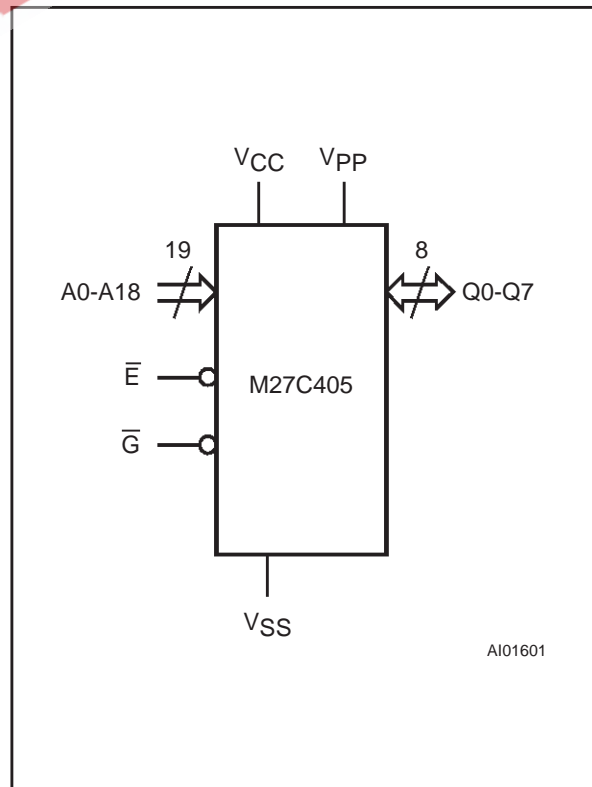 VCC VPP
19 8
A0-A18 Q0-Q7
E̅
M27C405
G̅
VSS
AI01601